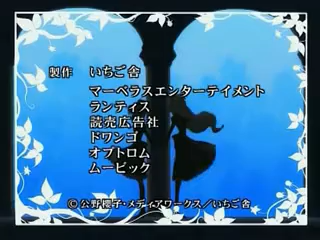 製作 いちご舎
マーベラスエンターテイメント
ランティス
読売広告社
ドワンゴ
オプトロム
ムービック
© 公野櫻子・メディアワークス／いちご舎